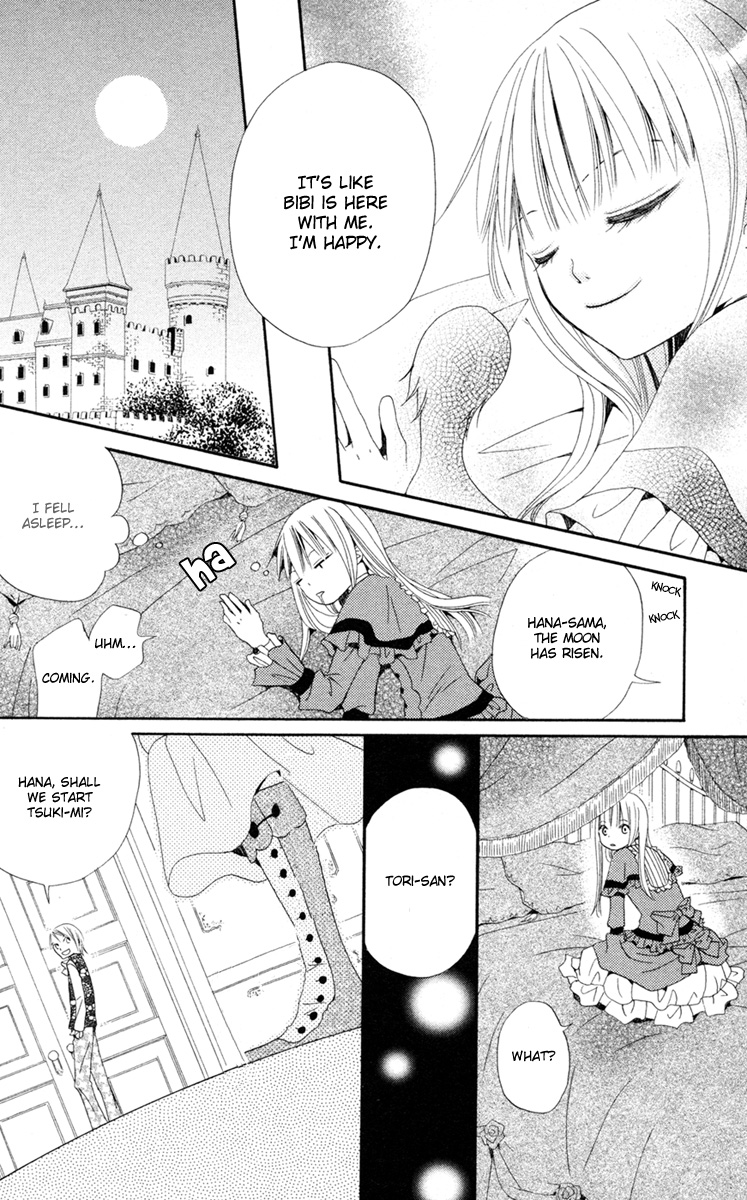 IT'S LIKE
BIBI IS HERE
WITH ME.
I'M HAPPY.
KNOCK
KNOCK
HANA-SAMA,
THE MOON
HAS RISEN.
ha
I FELL
ASLEEP...
UHM...
COMING.
WHAT?
TORI-SAN?
HANA, SHALL
WE START
TSUKI-MI?